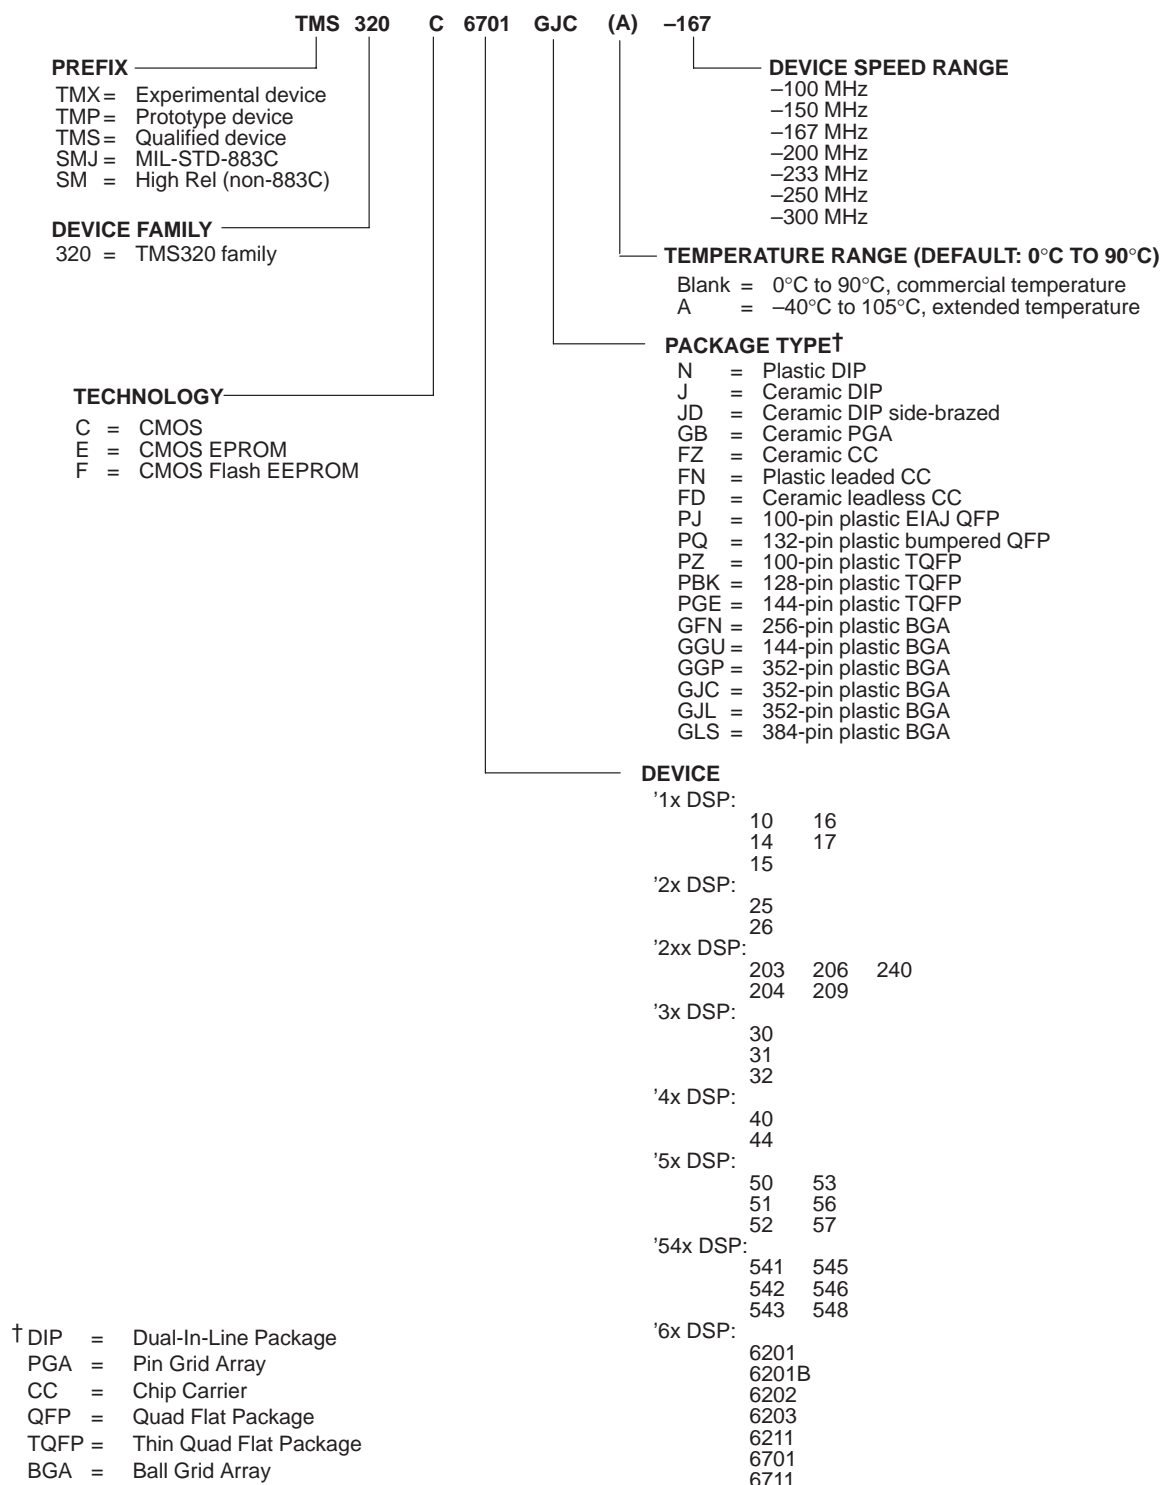 TMS 320 C 6701 GJC (A) –167
PREFIX
TMX = Experimental device
TMP = Prototype device
TMS = Qualified device
SMJ = MIL-STD-883C
SM = High Rel (non-883C)
DEVICE FAMILY
320 = TMS320 family
TECHNOLOGY
C = CMOS
E = CMOS EPROM
F = CMOS Flash EEPROM
DEVICE SPEED RANGE
–100 MHz
–150 MHz
–167 MHz
–200 MHz
–233 MHz
–250 MHz
–300 MHz
TEMPERATURE RANGE (DEFAULT: 0°C TO 90°C)
Blank = 0°C to 90°C, commercial temperature
A = –40°C to 105°C, extended temperature
PACKAGE TYPE†
N = Plastic DIP
J = Ceramic DIP
JD = Ceramic DIP side-brazed
GB = Ceramic PGA
FZ = Ceramic CC
FN = Plastic leaded CC
FD = Ceramic leadless CC
PJ = 100-pin plastic EIAJ QFP
PQ = 132-pin plastic bumpered QFP
PZ = 100-pin plastic TQFP
PBK = 128-pin plastic TQFP
PGE = 144-pin plastic TQFP
GFN = 256-pin plastic BGA
GGU = 144-pin plastic BGA
GGP = 352-pin plastic BGA
GJC = 352-pin plastic BGA
GJL = 352-pin plastic BGA
GLS = 384-pin plastic BGA
DEVICE
’1x DSP:
10 16
14 17
15
’2x DSP:
25
26
’2xx DSP:
203 206 240
204 209
’3x DSP:
30
31
32
’4x DSP:
40
44
’5x DSP:
50 53
51 56
52 57
’54x DSP:
541 545
542 546
543 548
’6x DSP:
6201
6201B
6202
6203
6211
6701
6711
† DIP = Dual-In-Line Package
PGA = Pin Grid Array
CC = Chip Carrier
QFP = Quad Flat Package
TQFP = Thin Quad Flat Package
BGA = Ball Grid Array